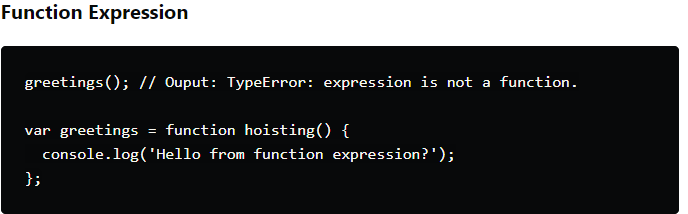 Function Expression
greetings(); // Ouput: TypeError: expression is not a function.
var greetings = function hoisting() {
console.log('Hello from function expression?');
};